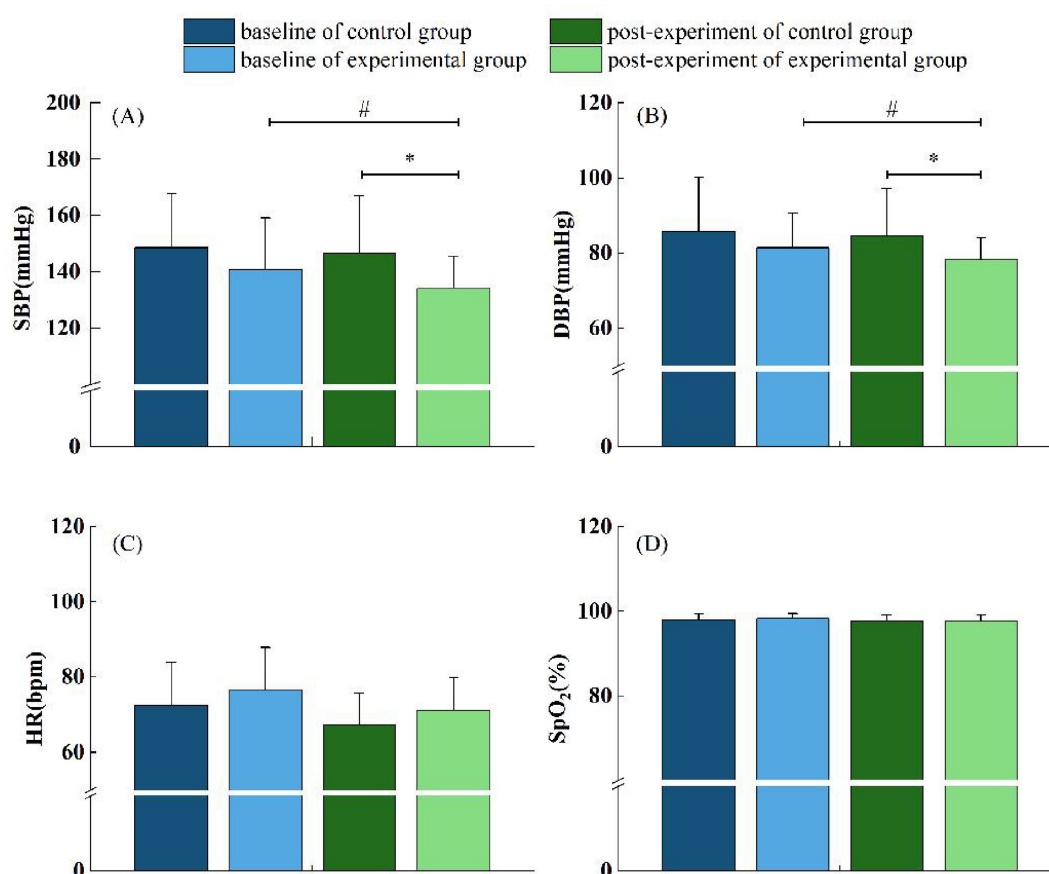 baseline of control group
post-experiment of control group
baseline of experimental group
post-experiment of experimental group
(A)
SBP(mmHg)
200
180
160
140
120
0
#
*
(B)
DBP(mmHg)
120
100
80
60
0
#
*
(C)
HR(bpm)
120
100
80
60
0
(D)
SpO₂(%)
120
100
80
0